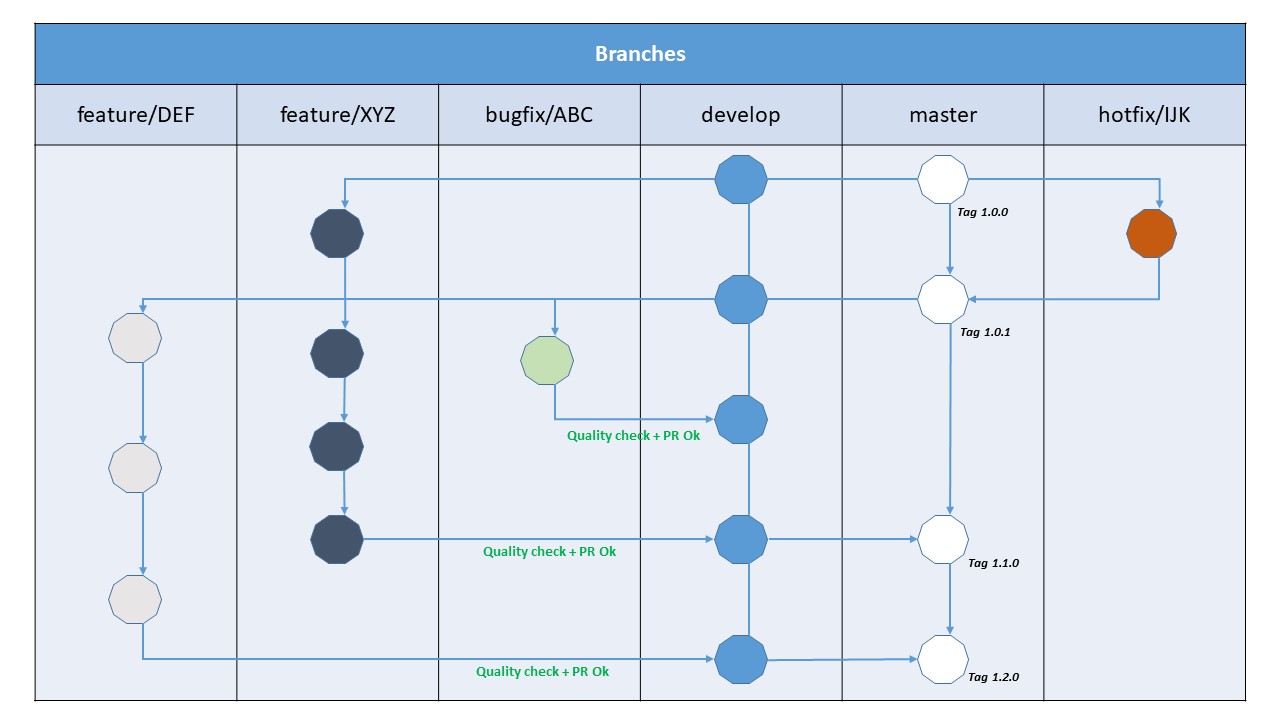 Branches
feature/DEF
feature/XYZ
bugfix/ABC
develop
master
hotfix/IJK
Tag 1.0.0
Tag 1.0.1
Quality check + PR Ok
Quality check + PR Ok
Tag 1.1.0
Quality check + PR Ok
Tag 1.2.0